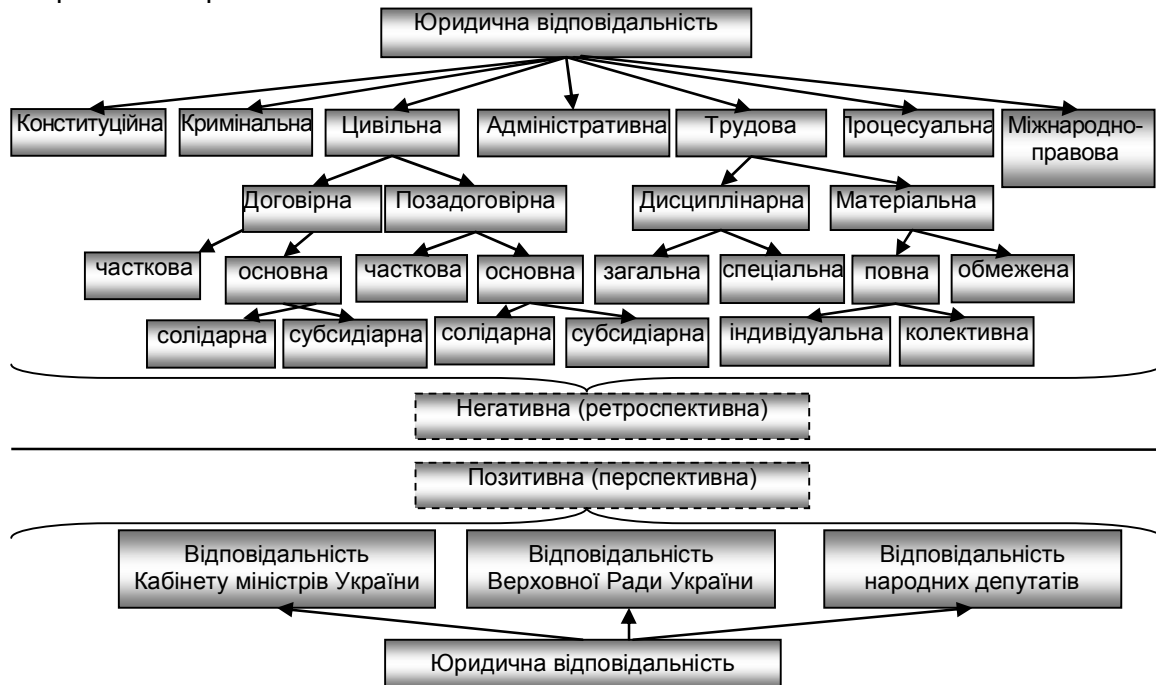 Юридична відповідальність
Конституційна Кримінальна Цивільна Адміністративна Трудова Процесуальна Міжнародно-
правова
Договірна Позадоговірна Дисциплінарна Матеріальна
часткова основна часткова основна загальна спеціальна повна обмежена
солідарна субсидіарна солідарна субсидіарна індивідуальна колективна
Негативна (ретроспективна)
Позитивна (перспективна)
Відповідальність
Кабінету міністрів України
Відповідальність
Верховної Ради України
Відповідальність
народних депутатів
Юридична відповідальність